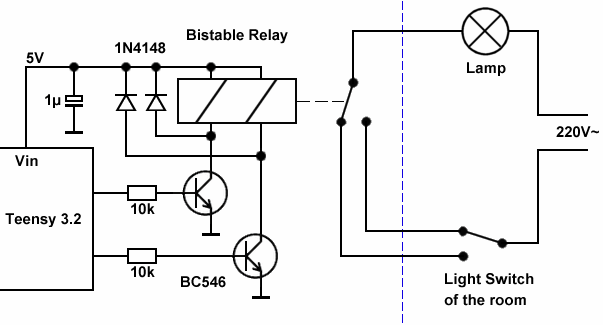 Bistable Relay
1N4148
5V
1µ
Lamp
220V~
Vin
Teensy 3.2
10k
10k
BC546
Light Switch
of the room